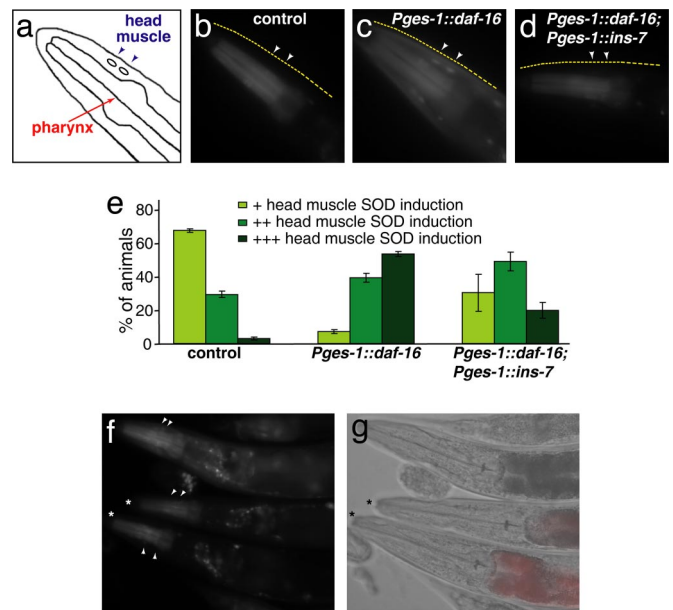 a
head
muscle
pharynx
b
control
c
Pges-1::daf-16
d
Pges-1::daf-16;
Pges-1::ins-7
e
+ head muscle SOD induction
++ head muscle SOD induction
+++ head muscle SOD induction
% of animals
80
60
40
20
0
control
Pges-1::daf-16
Pges-1::daf-16;
Pges-1::ins-7
f
*
*
g
*
*